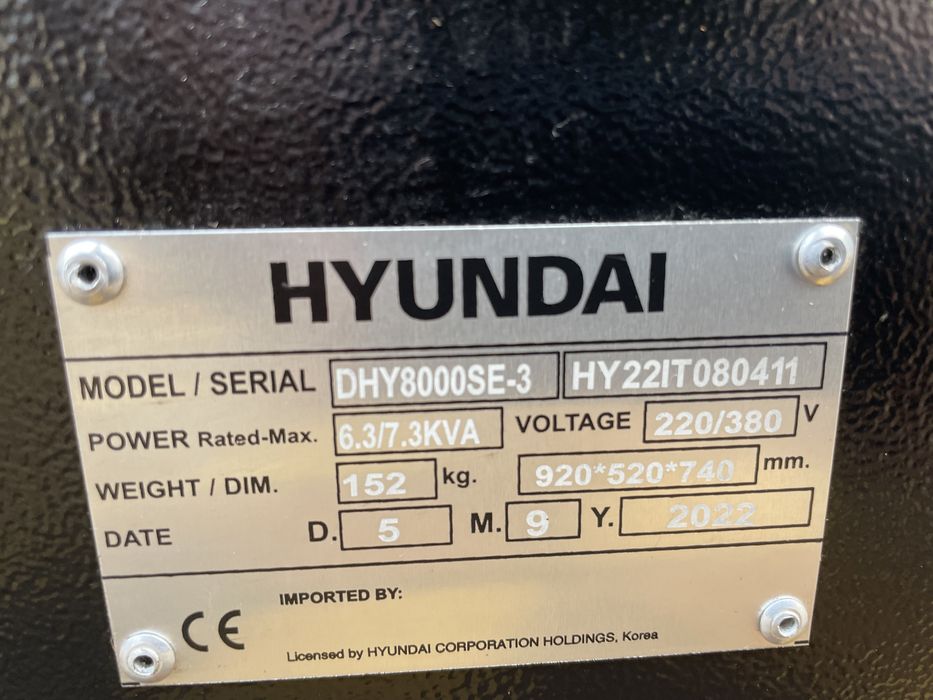 HYUNDAI
MODEL / SERIAL DHY8000SE-3 HY22IT080411
POWER Rated-Max. 6.3/7.3KVA VOLTAGE 220/380 V
WEIGHT / DIM. 152 kg. 920*520*740 mm.
DATE D. 5 M. 9 Y. 2022
IMPORTED BY:
CE
Licensed by HYUNDAI CORPORATION HOLDINGS, Korea